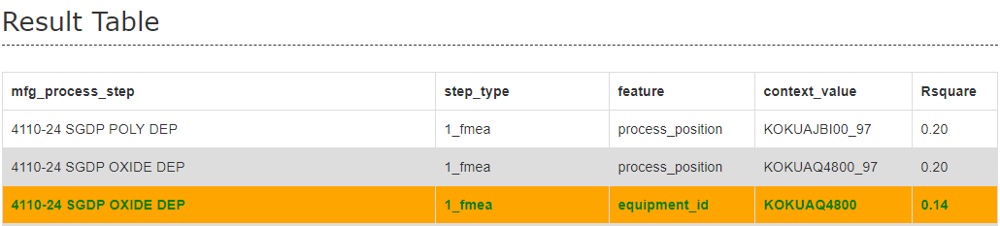 Result Table
mfg_process_step step_type feature context_value Rsquare
4110-24 SGDP POLY DEP 1_fmea process_position KOKUAJBI00_97 0.20
4110-24 SGDP OXIDE DEP 1_fmea process_position KOKUAQ4800_97 0.20
4110-24 SGDP OXIDE DEP 1_fmea equipment_id KOKUAQ4800 0.14